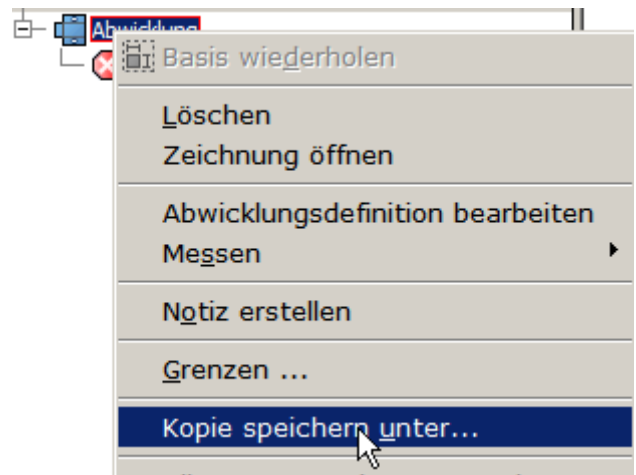 Abwicklung
Basis wiederholen
Löschen
Zeichnung öffnen
Abwicklungsdefinition bearbeiten
Messen
Notiz erstellen
Grenzen ...
Kopie speichern unter...